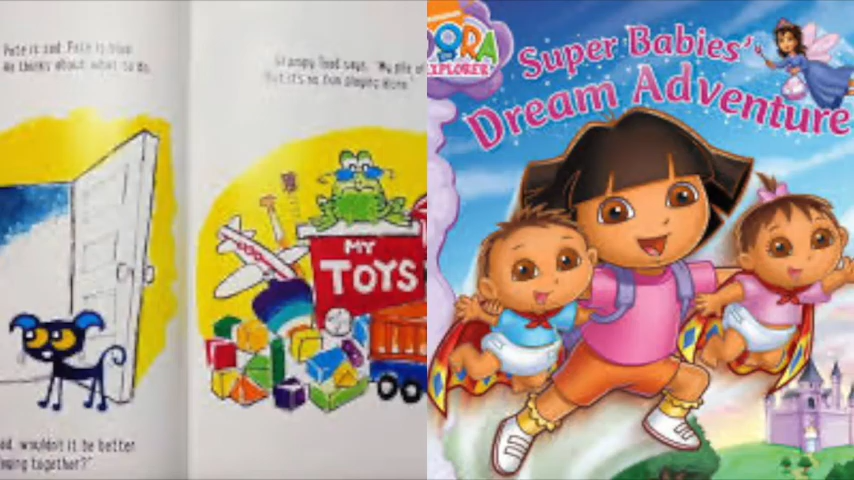 Pete is sad. Pete is blue.
He thinks about what to do.
Grumpy Toad says, "My pile of
But it's no fun playing alone."
MY
TOYS
wouldn't it be better
together?"
DORA
EXPLORER
Super Babies'
Dream Adventure